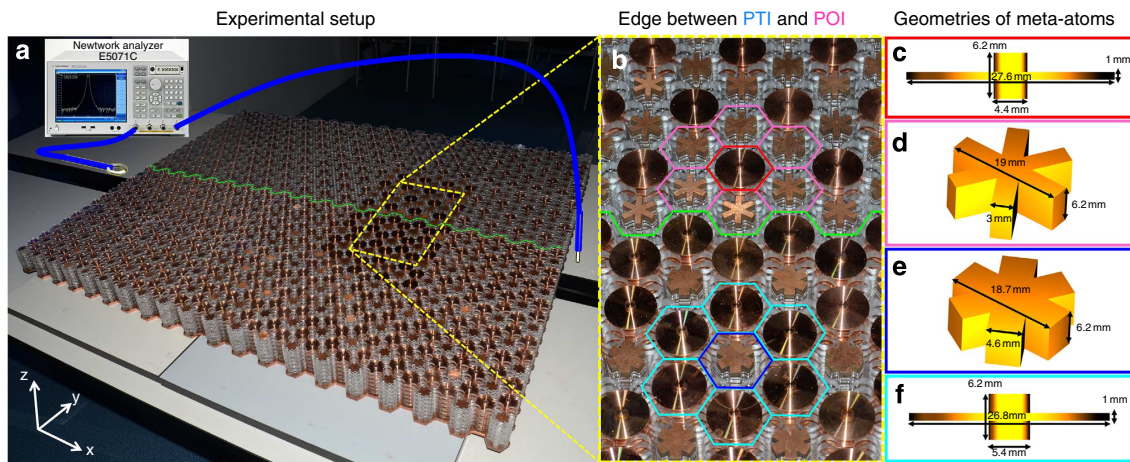 Experimental setup
Edge between PTI and POI
Geometries of meta-atoms
a
Newtwork analyzer
E5071C
z
y
x
b
c
6.2 mm
1 mm
27.6 mm
4.4 mm
d
19 mm
6.2 mm
3 mm
e
18.7 mm
6.2 mm
4.6 mm
f
6.2 mm
1 mm
26.8mm
5.4 mm